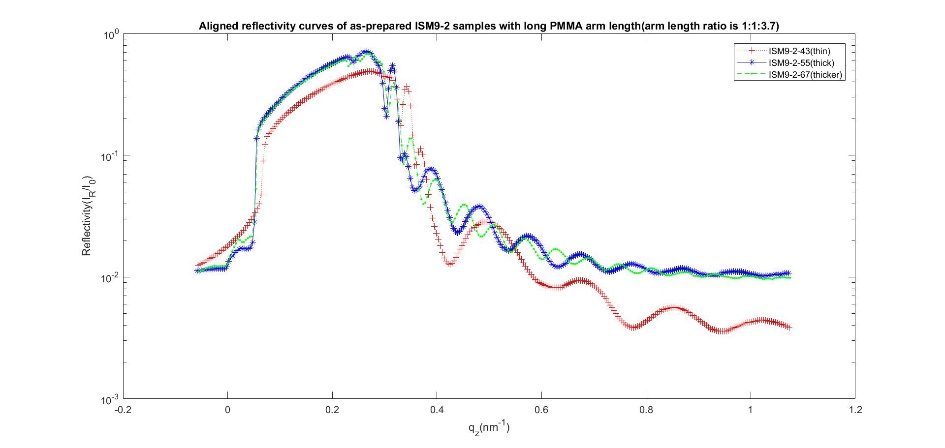 Aligned reflectivity curves of as-prepared ISM9-2 samples with long PMMA arm length(arm length ratio is 1:1:3.7)
10^0
ISM9-2-43(thin)
ISM9-2-55(thick)
ISM9-2-67(thicker)
10^-1
Reflectivity(I_R/I_0)
10^-2
10^-3
-0.2 0 0.2 0.4 0.6 0.8 1 1.2
q_z(nm^-1)